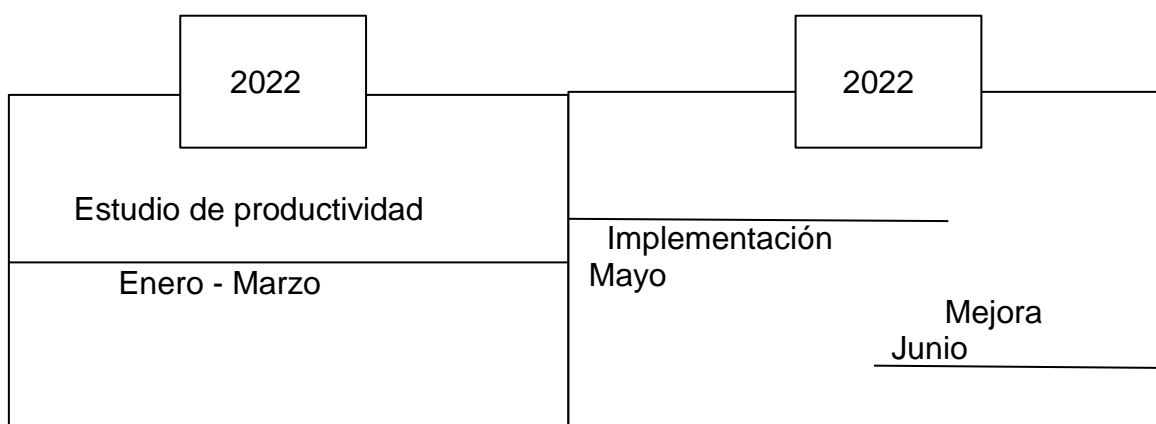 2022
2022
Estudio de productividad
Enero - Marzo
Implementación
Mayo
Mejora
Junio